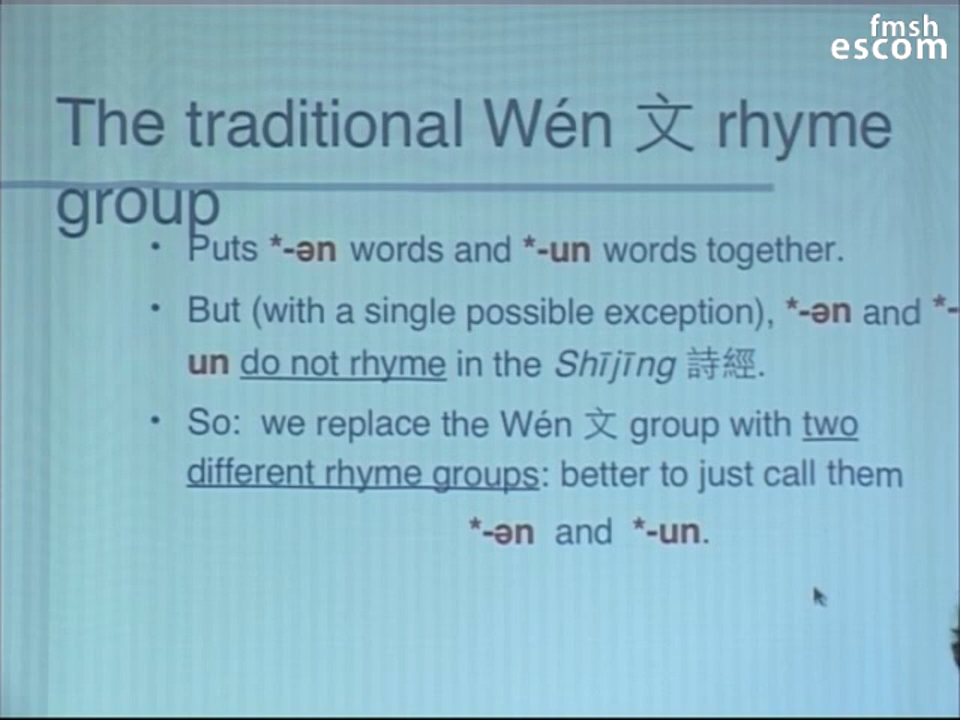 fmsh
escom
The traditional Wén 文 rhyme
group
• Puts *-ən words and *-un words together.
• But (with a single possible exception), *-ən and *-
un do not rhyme in the Shījīng 詩經.
• So: we replace the Wén 文 group with two
different rhyme groups: better to just call them
*-ən and *-un.